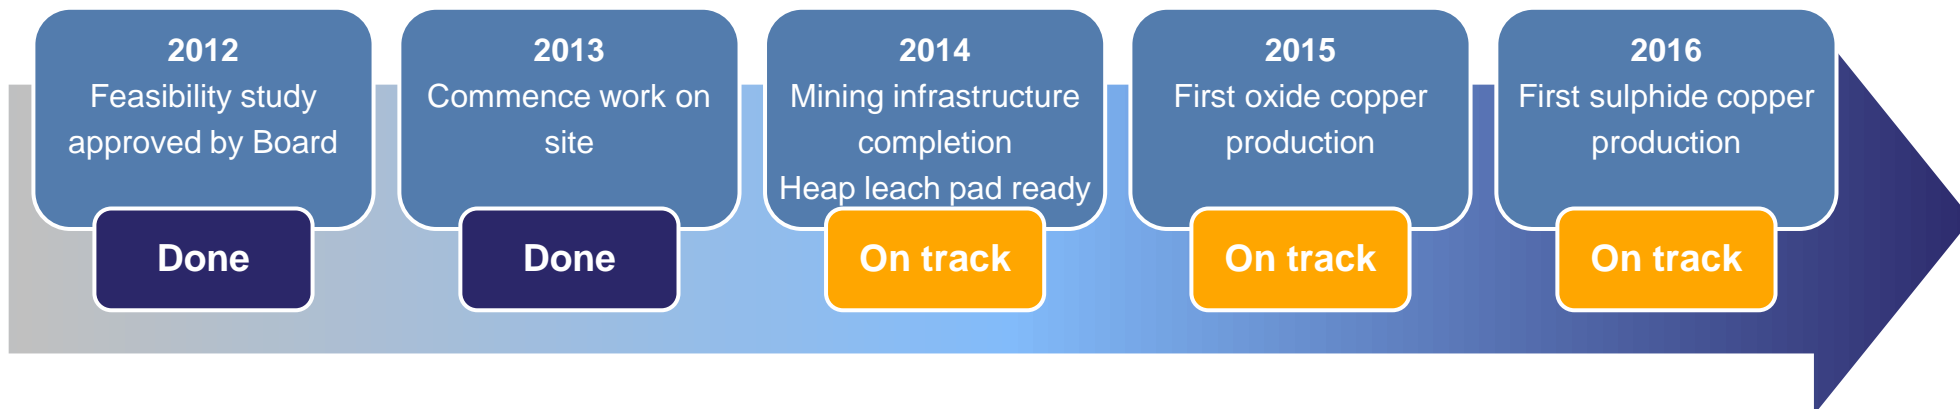 2012
Feasibility study
approved by Board
Done
2013
Commence work on
site
Done
2014
Mining infrastructure
completion
Heap leach pad ready
On track
2015
First oxide copper
production
On track
2016
First sulphide copper
production
On track